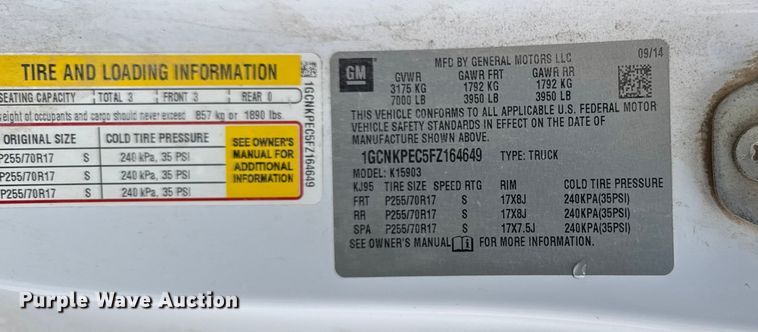 TIRE AND LOADING INFORMATION
SEATING CAPACITY TOTAL 3 FRONT 3 REAR 0
weight of occupants and cargo should never exceed 857 kg or 1890 lbs.
ORIGINAL SIZE COLD TIRE PRESSURE
P255/70R17 S 240 kPa, 35 PSI
P255/70R17 S 240 kPa, 35 PSI
P255/70R17 S 240 kPa, 35 PSI
SEE OWNER'S
MANUAL FOR
ADDITIONAL
INFORMATION
1GCNKPEC5FZ164649
GM
MFD BY GENERAL MOTORS LLC 09/14
GVWR GAWR FRT GAWR RR
3175 KG 1792 KG 1792 KG
7000 LB 3950 LB 3950 LB
THIS VEHICLE CONFORMS TO ALL APPLICABLE U.S. FEDERAL MOTOR
VEHICLE SAFETY STANDARDS IN EFFECT ON THE DATE OF
MANUFACTURE SHOWN ABOVE.
1GCNKPEC5FZ164649 TYPE: TRUCK
MODEL: K15903
KJ95 TIRE SIZE SPEED RTG RIM COLD TIRE PRESSURE
FRT P255/70R17 S 17X8J 240KPA(35PSI)
RR P255/70R17 S 17X8J 240KPA(35PSI)
SPA P255/70R17 S 17X7.5J 240KPA(35PSI)
SEE OWNER'S MANUAL FOR MORE INFORMATION.
Purple Wave Auction